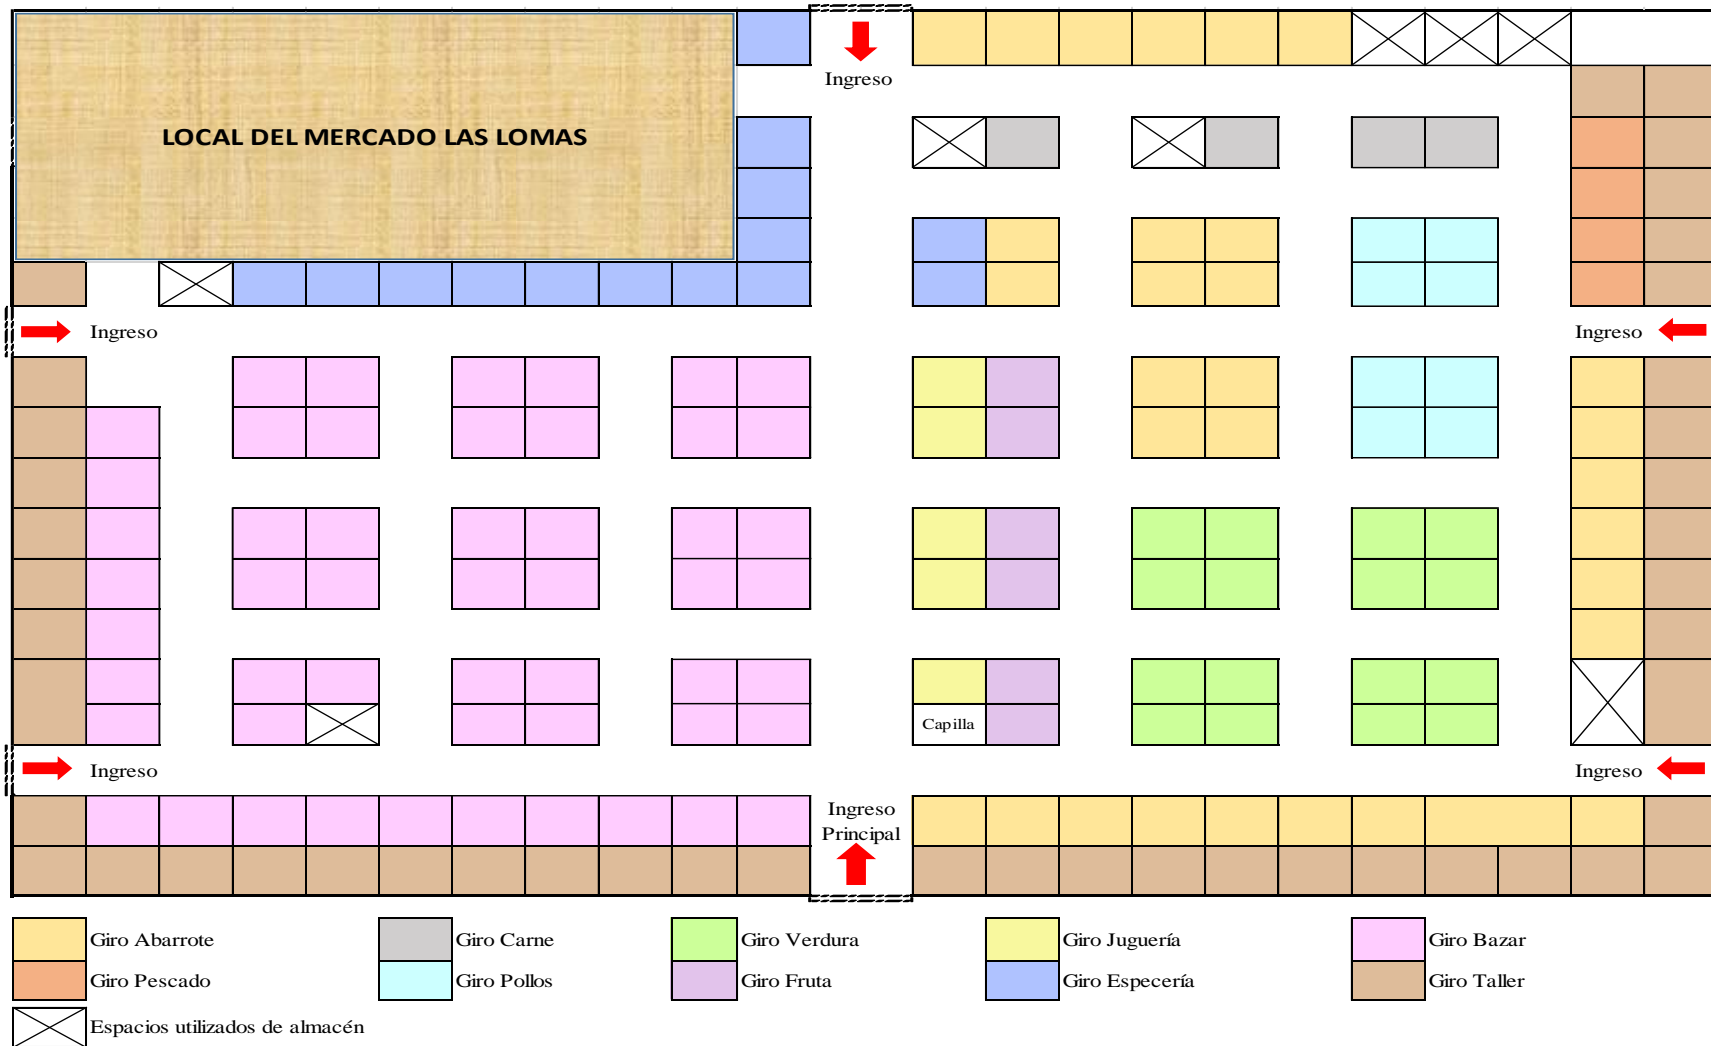 Ingreso
LOCAL DEL MERCADO LAS LOMAS
Ingreso
Ingreso
Capilla
Ingreso
Ingreso
Ingreso
Principal
Giro Abarrote
Giro Carne
Giro Verdura
Giro Juguería
Giro Bazar
Giro Pescado
Giro Pollos
Giro Fruta
Giro Especería
Giro Taller
Espacios utilizados de almacén